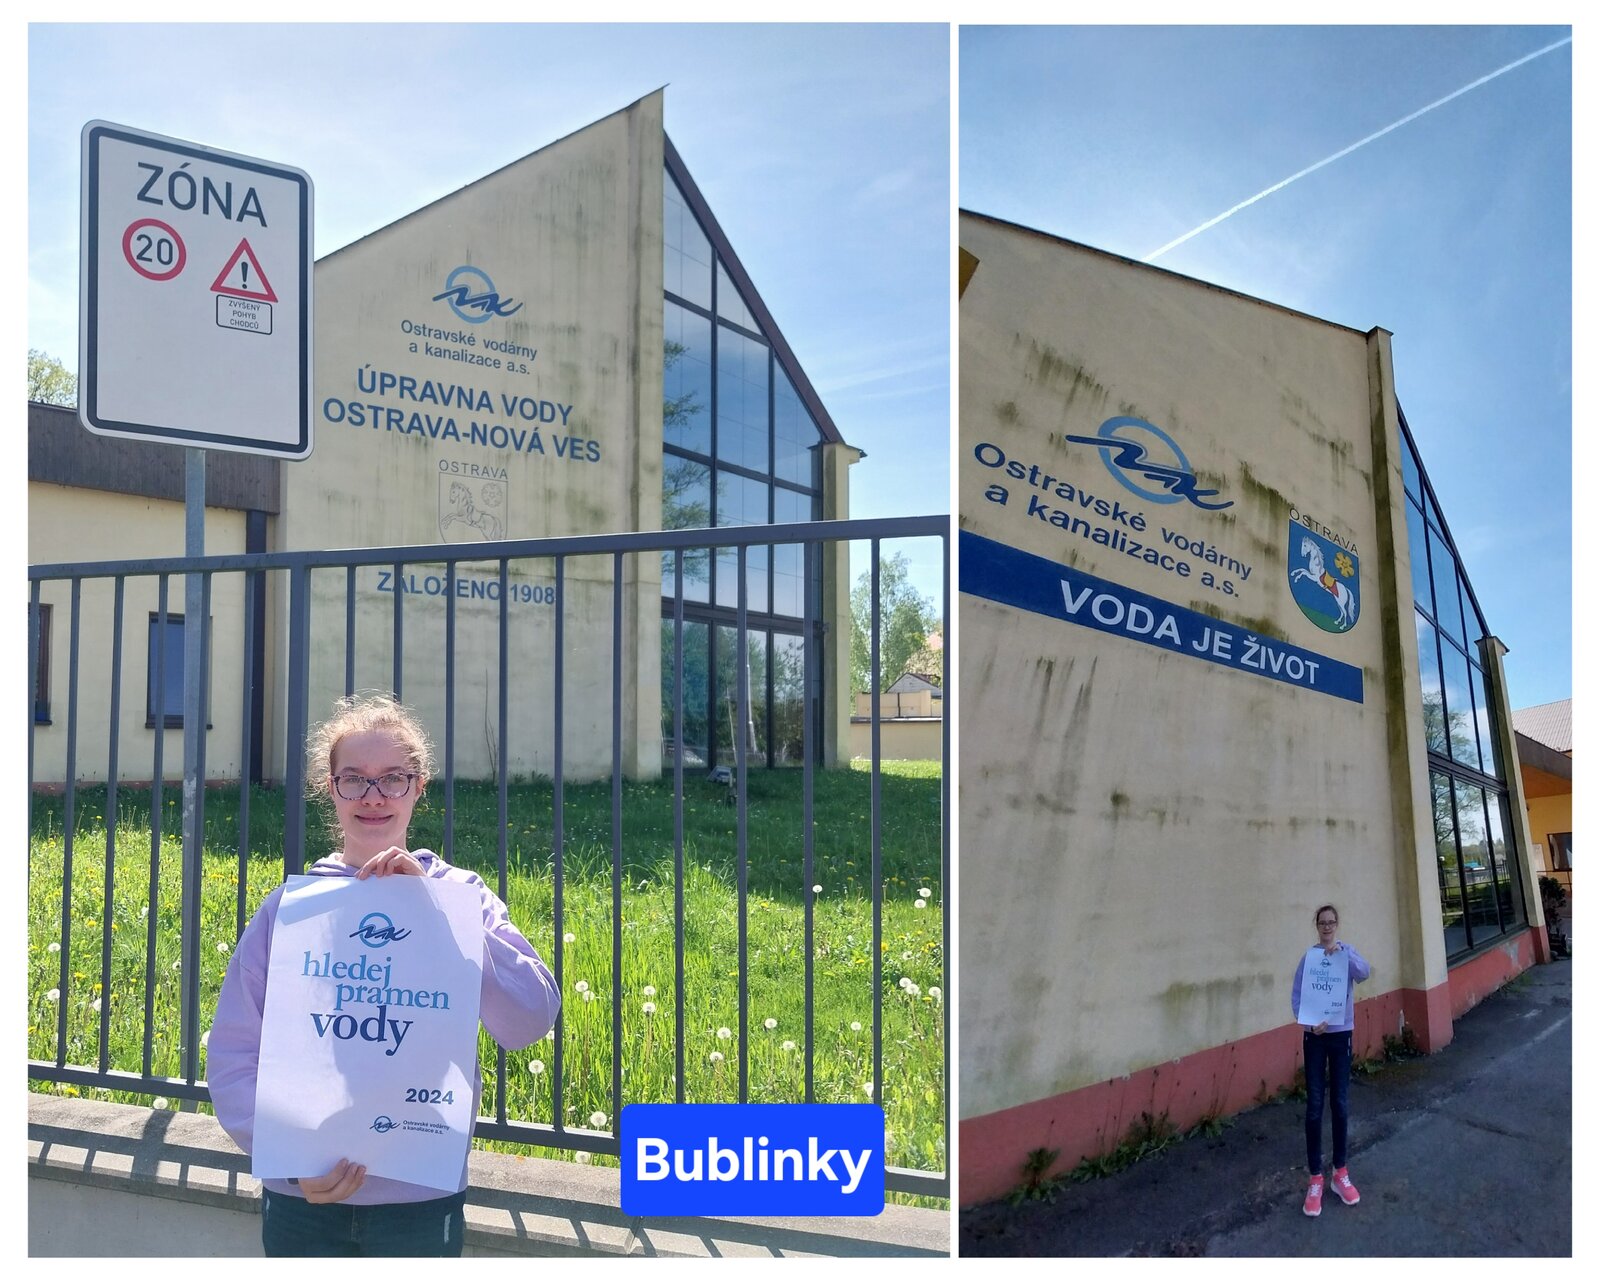 ZÓNA
20
!
ZVÝŠENÝ
POHYB
CHODCŮ
Ostravské vodárny
a kanalizace a.s.
ÚPRAVNA VODY
OSTRAVA-NOVÁ VES
OSTRAVA
ZALOŽENO 1908
hledej
pramen
vody
2024
Ostravské vodárny
a kanalizace a.s.
Bublinky
Ostravské vodárny
a kanalizace a.s.
OSTRAVA
VODA JE ŽIVOT
hledej
pramen
vody
2024